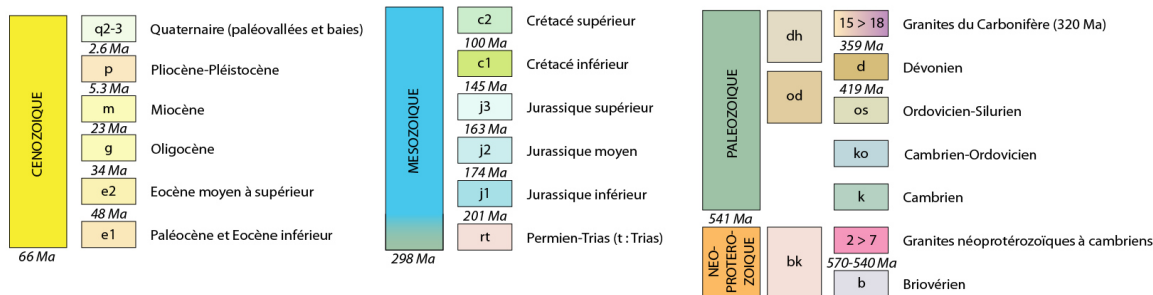 CENOZOIQUE
q2-3 Quaternaire (paléovallées et baies)
2.6 Ma
p Pliocène-Pléistocène
5.3 Ma
m Miocène
23 Ma
g Oligocène
34 Ma
e2 Eocène moyen à supérieur
48 Ma
e1 Paléocène et Eocène inférieur
66 Ma
MESOZOIQUE
c2 Crétacé supérieur
100 Ma
c1 Crétacé inférieur
145 Ma
j3 Jurassique supérieur
163 Ma
j2 Jurassique moyen
174 Ma
j1 Jurassique inférieur
201 Ma
rt Permien-Trias (t : Trias)
298 Ma
PALEOZOIQUE
dh
od
15 > 18 Granites du Carbonifère (320 Ma)
359 Ma
d Dévonien
419 Ma
os Ordovicien-Silurien
ko Cambrien-Ordovicien
k Cambrien
541 Ma
NEO-
PROTERO-
ZOIQUE
bk
2 > 7 Granites néoprotérozoïques à cambriens
570-540 Ma
b Briovérien